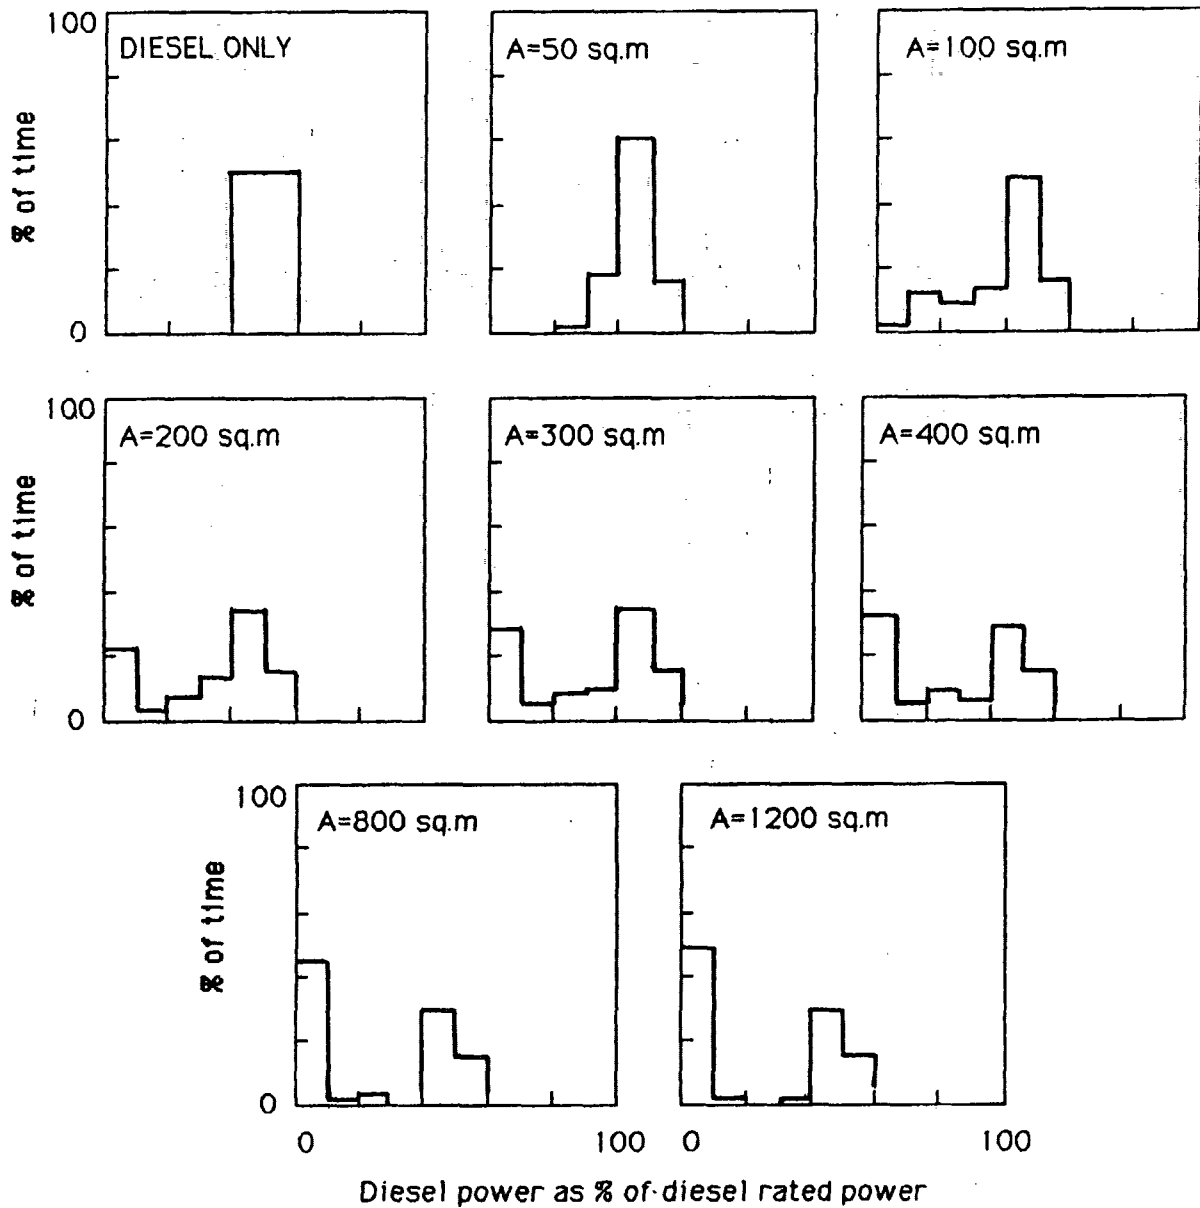 100
DIESEL ONLY
A=50 sq.m
A=100 sq.m
% of time
0
100
A=200 sq.m
A=300 sq.m
A=400 sq.m
% of time
0
100
A=800 sq.m
A=1200 sq.m
% of time
0
0
100
0
100
Diesel power as % of diesel rated power